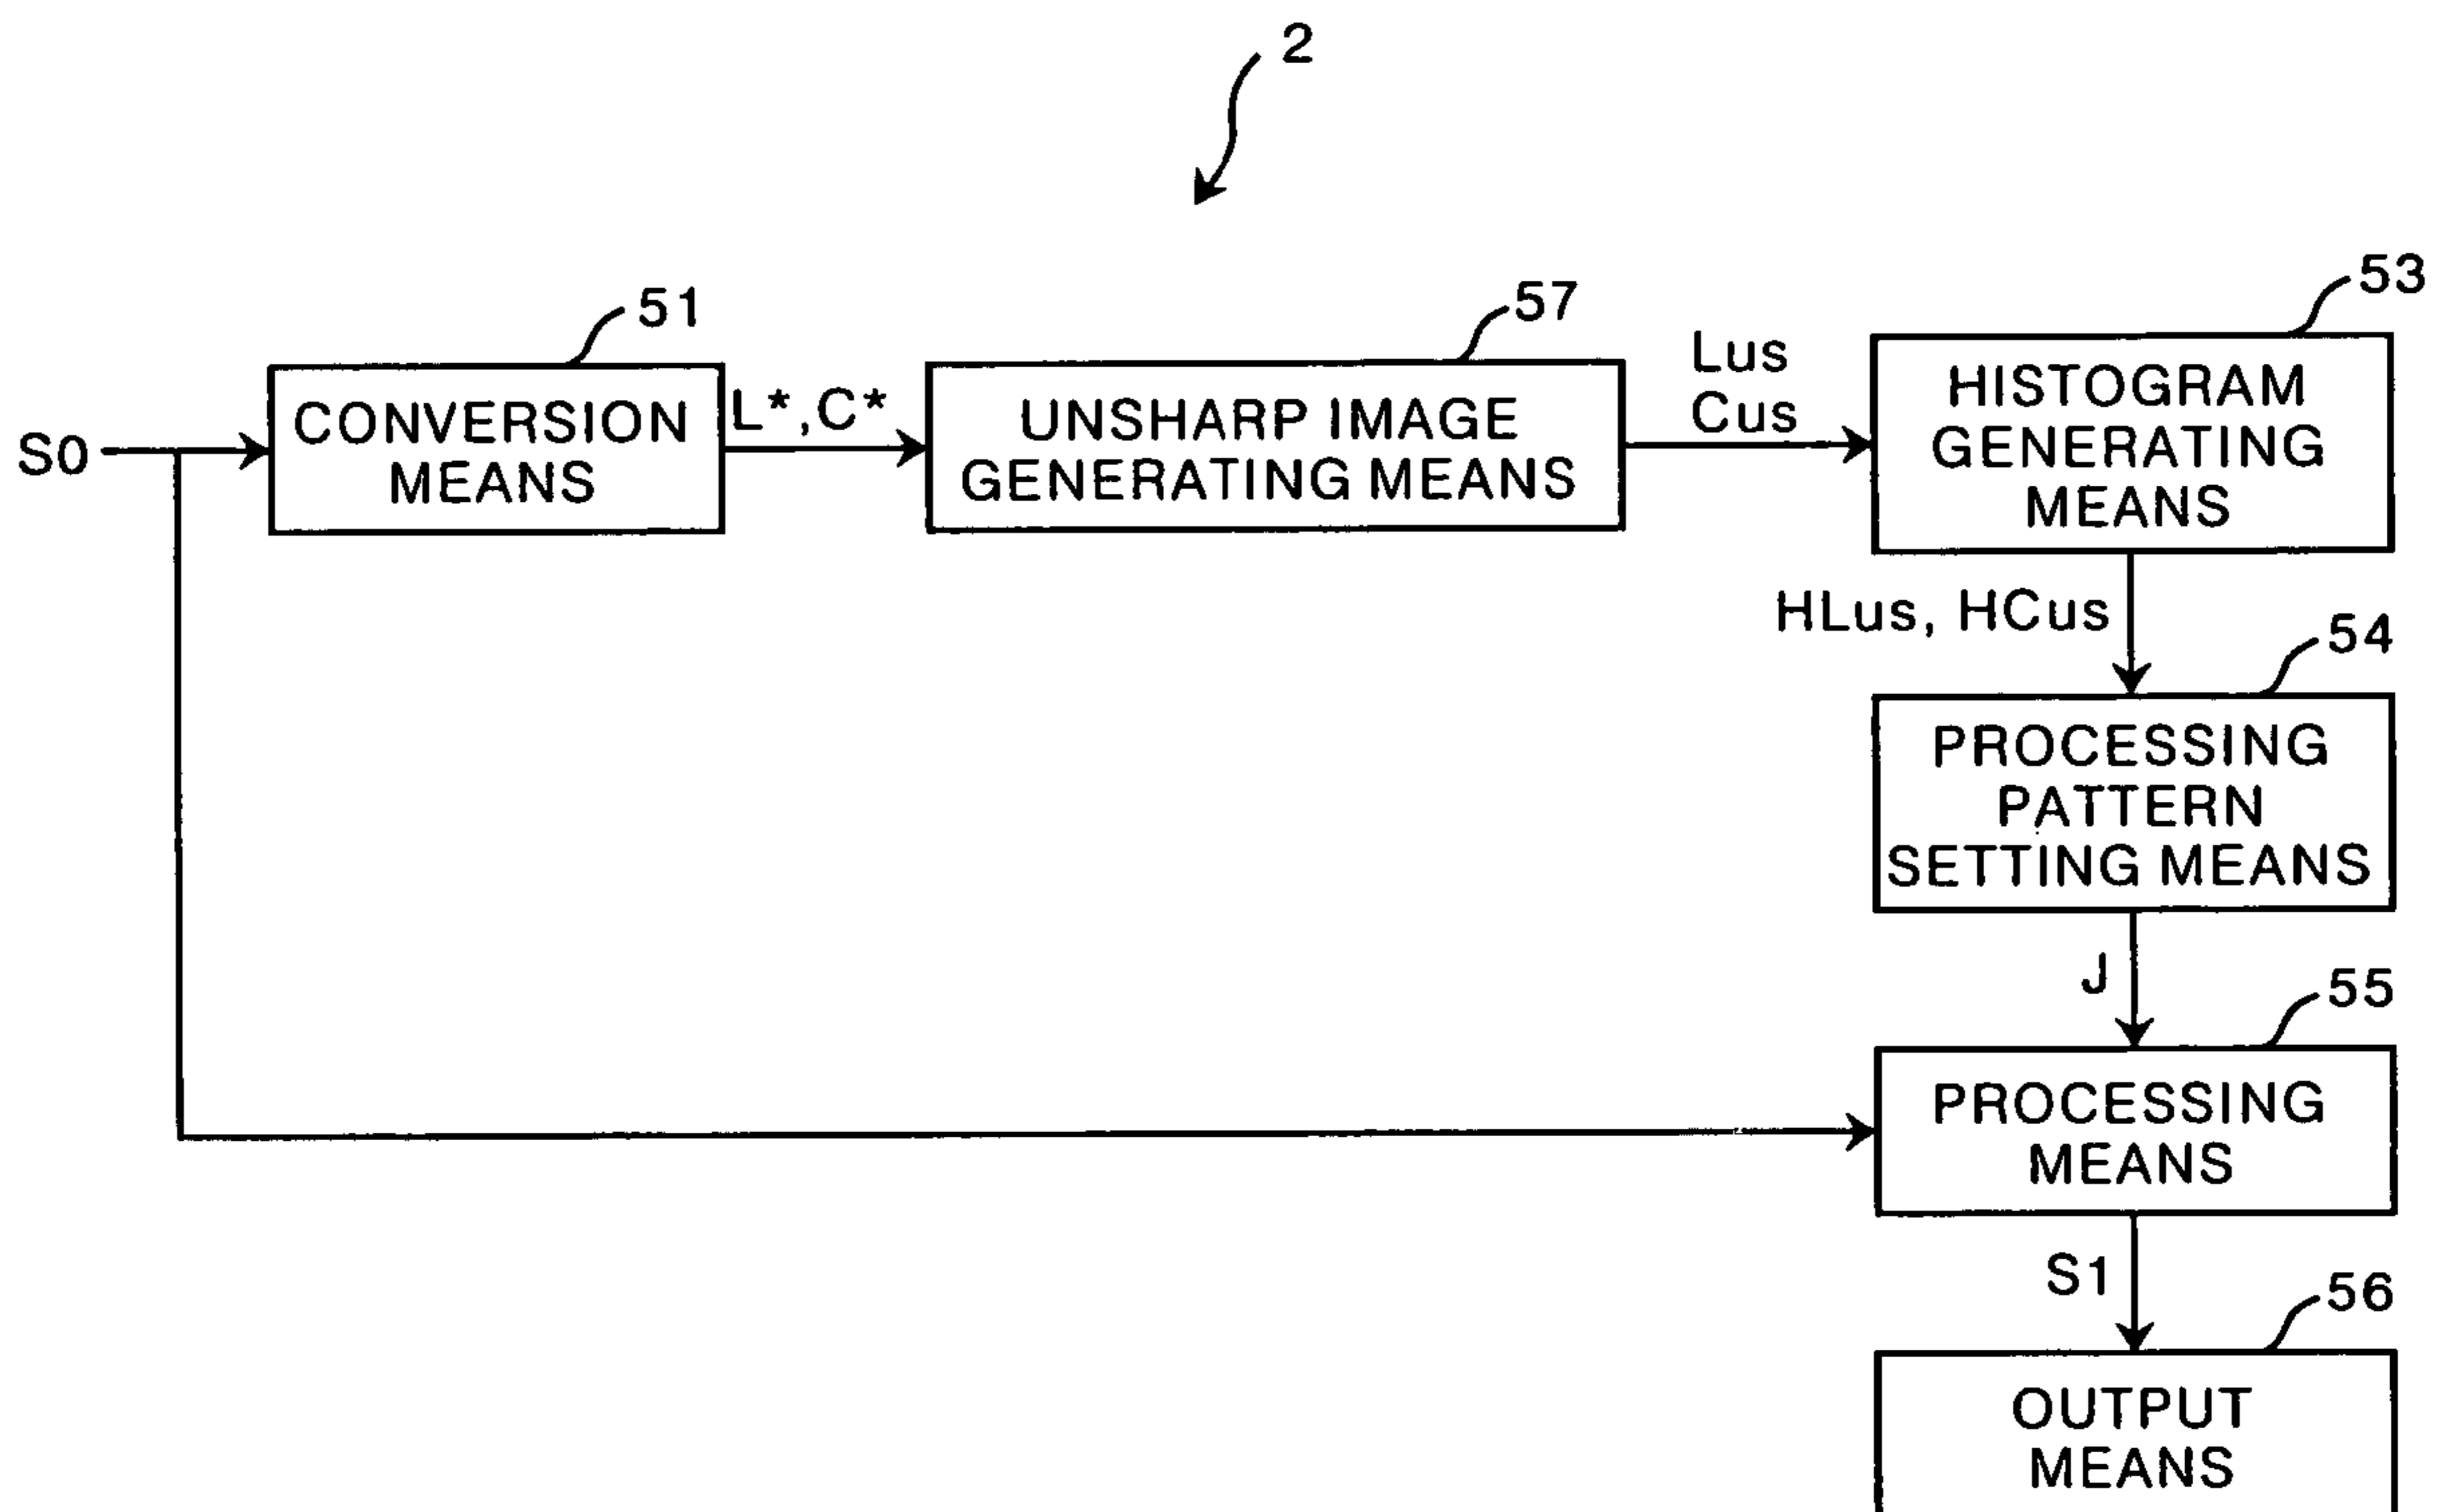 2
51
57
53
S0
CONVERSION
MEANS
L*,C*
UNSHARP IMAGE
GENERATING MEANS
Lus
Cus
HISTOGRAM
GENERATING
MEANS
HLus, HCus
54
PROCESSING
PATTERN
SETTING MEANS
J
55
PROCESSING
MEANS
S1
56
OUTPUT
MEANS